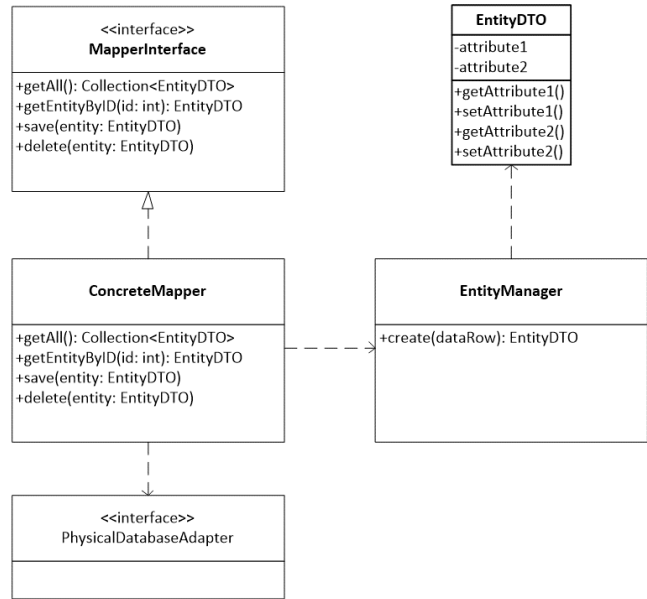 <<interface>>
MapperInterface
+getAll(): Collection<EntityDTO>
+getEntityByID(id: int): EntityDTO
+save(entity: EntityDTO)
+delete(entity: EntityDTO)
EntityDTO
-attribute1
-attribute2
+getAttribute1()
+setAttribute1()
+getAttribute2()
+setAttribute2()
ConcreteMapper
+getAll(): Collection<EntityDTO>
+getEntityByID(id: int): EntityDTO
+save(entity: EntityDTO)
+delete(entity: EntityDTO)
EntityManager
+create(dataRow): EntityDTO
<<interface>>
PhysicalDatabaseAdapter